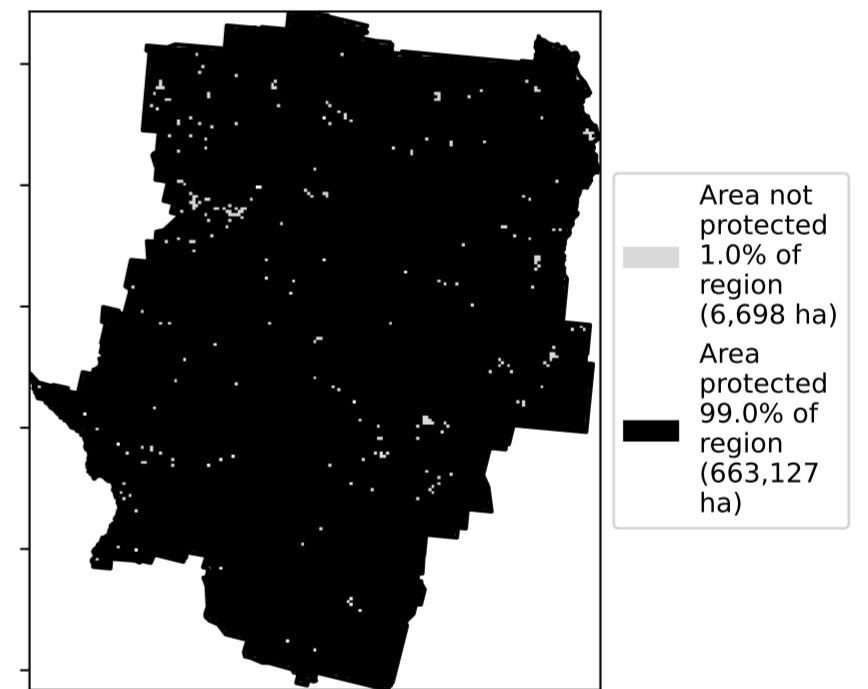 Area not
protected
1.0% of
region
(6,698 ha)
Area
protected
99.0% of
region
(663,127
ha)